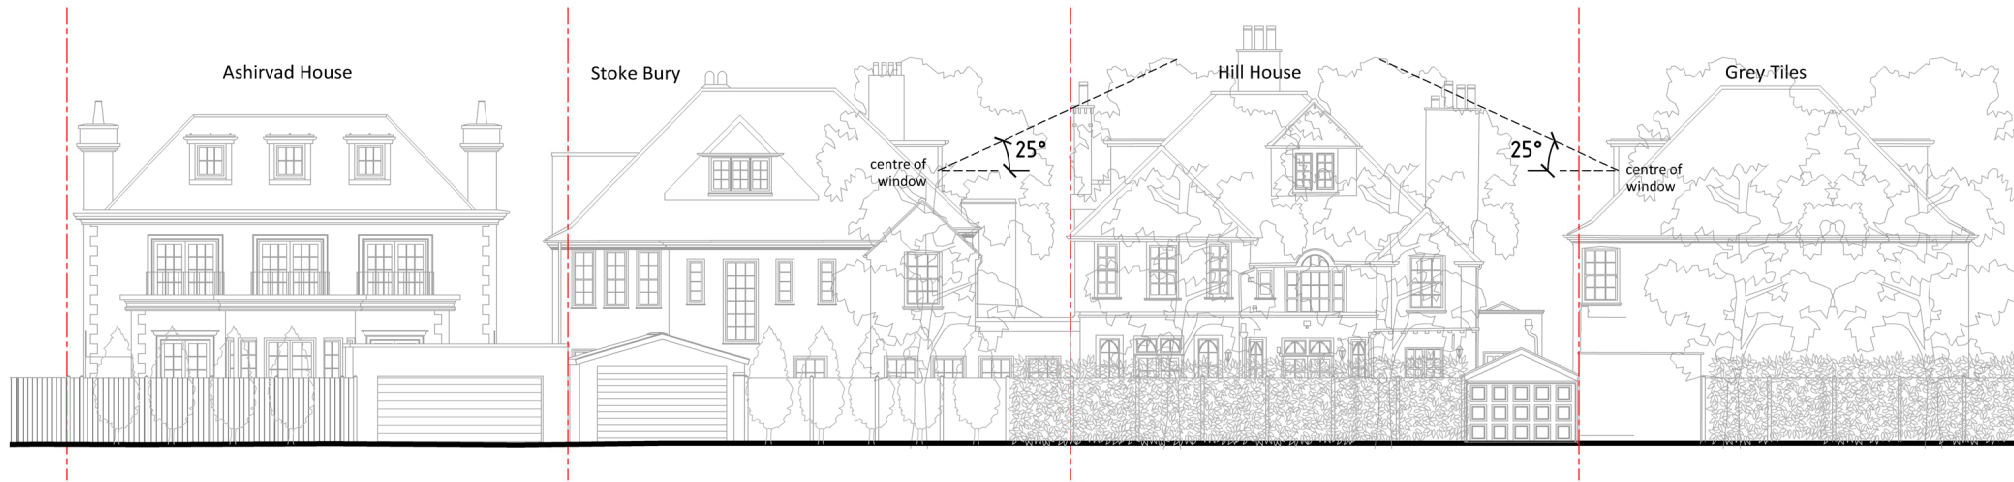 Ashirvad House
Stoke Bury
Hill House
Grey Tiles
centre of
window
25°
25°
centre of
window